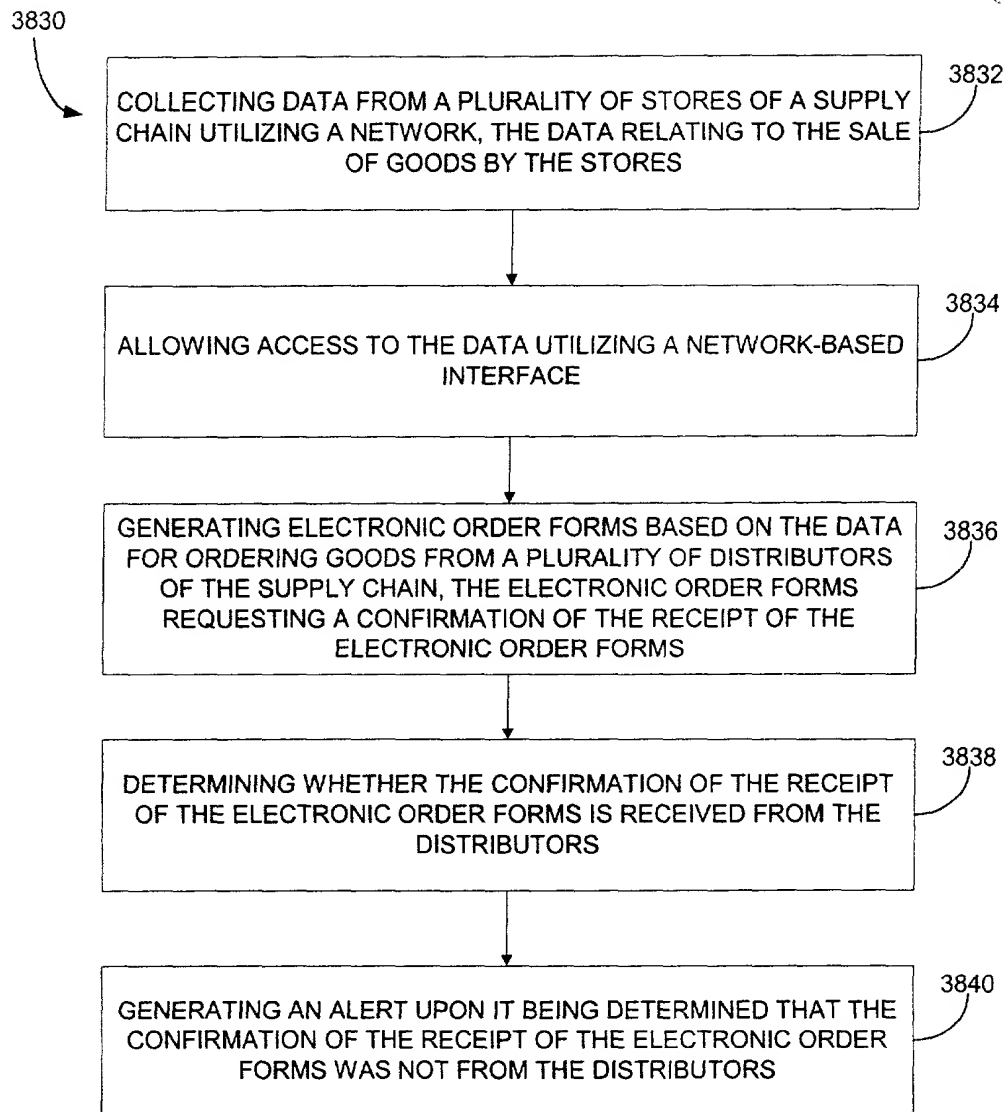 3830
3832
COLLECTING DATA FROM A PLURALITY OF STORES OF A SUPPLY
CHAIN UTILIZING A NETWORK, THE DATA RELATING TO THE SALE
OF GOODS BY THE STORES
3834
ALLOWING ACCESS TO THE DATA UTILIZING A NETWORK-BASED
INTERFACE
3836
GENERATING ELECTRONIC ORDER FORMS BASED ON THE DATA
FOR ORDERING GOODS FROM A PLURALITY OF DISTRIBUTORS
OF THE SUPPLY CHAIN, THE ELECTRONIC ORDER FORMS
REQUESTING A CONFIRMATION OF THE RECEIPT OF THE
ELECTRONIC ORDER FORMS
3838
DETERMINING WHETHER THE CONFIRMATION OF THE RECEIPT
OF THE ELECTRONIC ORDER FORMS IS RECEIVED FROM THE
DISTRIBUTORS
3840
GENERATING AN ALERT UPON IT BEING DETERMINED THAT THE
CONFIRMATION OF THE RECEIPT OF THE ELECTRONIC ORDER
FORMS WAS NOT FROM THE DISTRIBUTORS